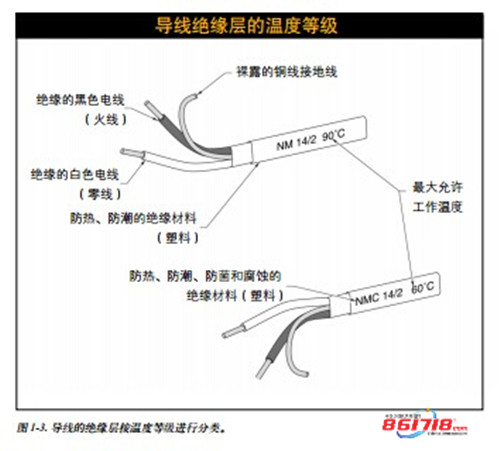 导线绝缘层的温度等级
裸露的铜线接地线
绝缘的黑色电线
（火线）
NM 14/2 90°C
绝缘的白色电线
（零线）
最大允许
工作温度
防热、防潮的绝缘材料
（塑料）
防热、防潮、防菌和腐蚀的
绝缘材料（塑料）
NMC 14/2 60°C
图 1-3. 导线的绝缘层按温度等级进行分类。
861718.com